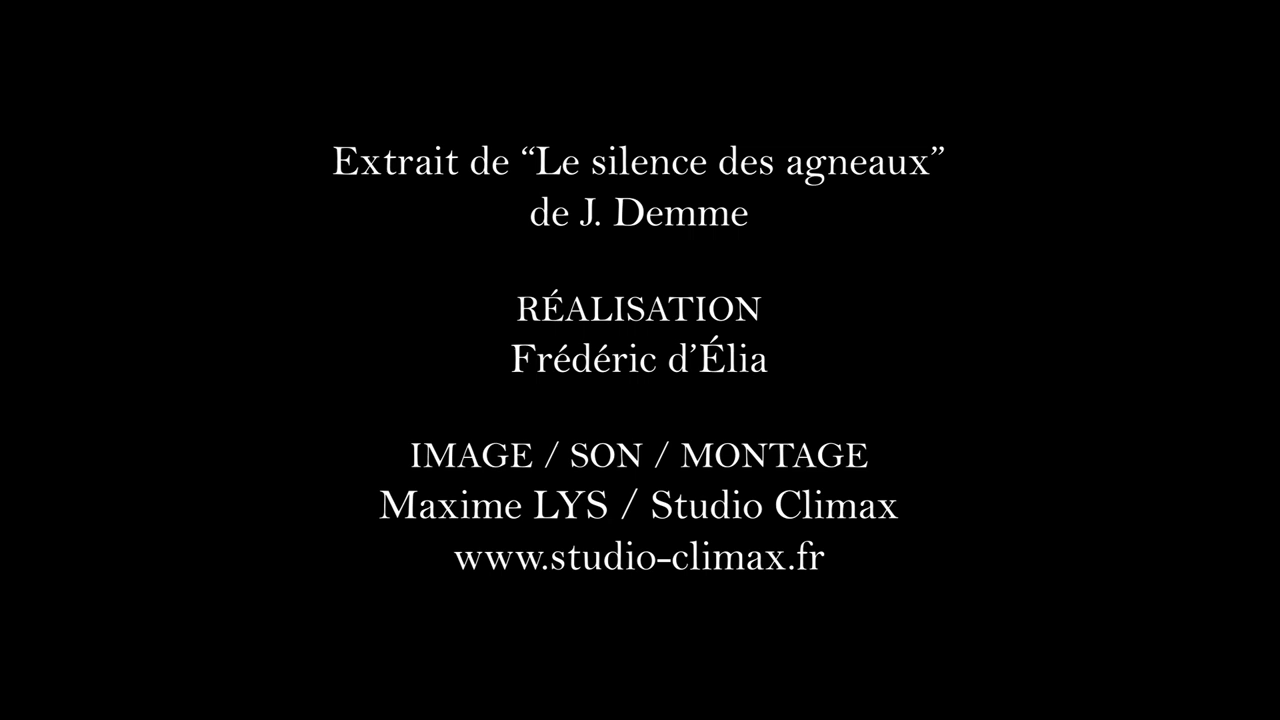 Extrait de “Le silence des agneaux”
de J. Demme
RÉALISATION
Frédéric d’Élia
IMAGE / SON / MONTAGE
Maxime LYS / Studio Climax
www.studio-climax.fr